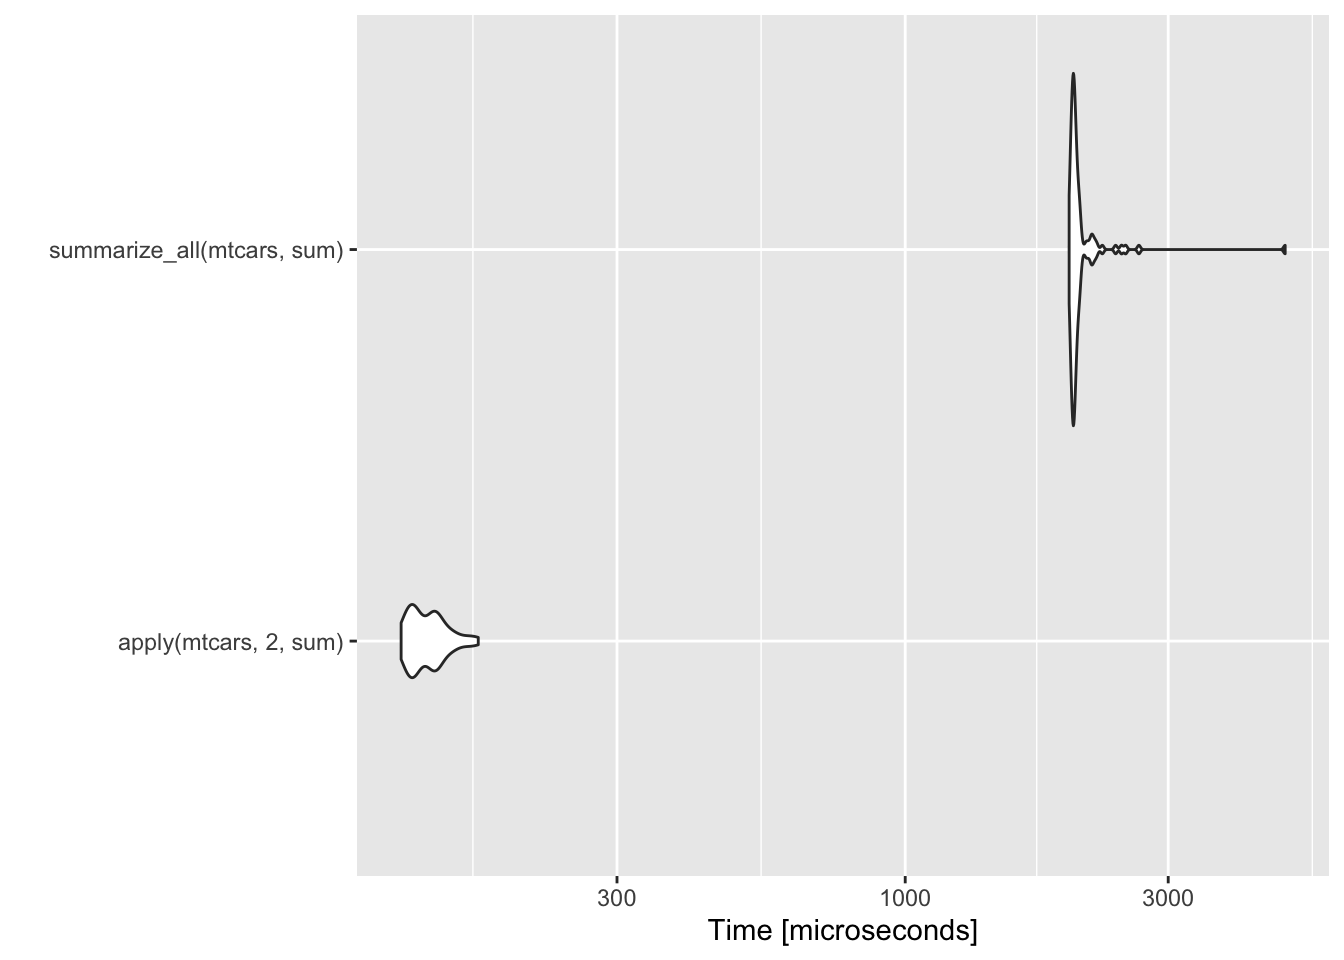 summarize_all(mtcars, sum)
apply(mtcars, 2, sum)
300 1000 3000
Time [microseconds]